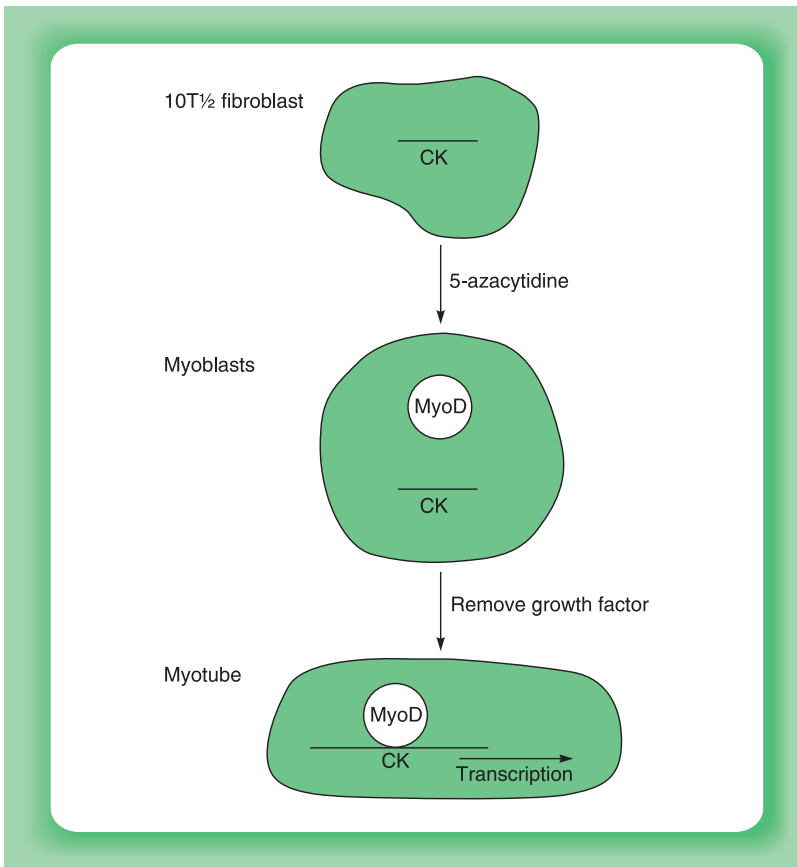 10T½ fibroblast
CK
5-azacytidine
Myoblasts
MyoD
CK
Remove growth factor
Myotube
MyoD
CK
Transcription